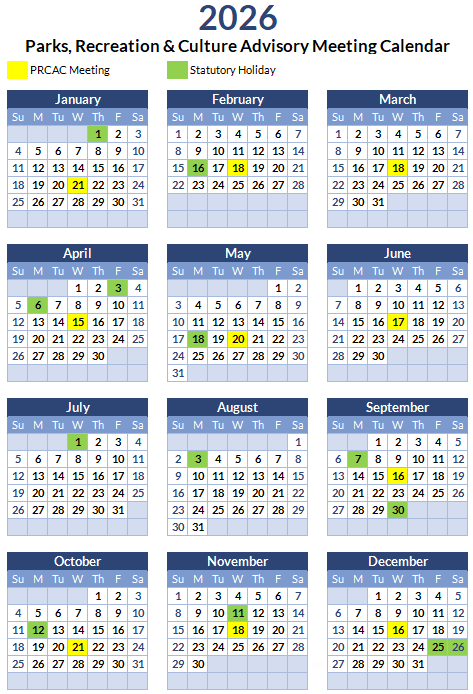 2026
Parks, Recreation & Culture Advisory Meeting Calendar
PRCAC Meeting Statutory Holiday
January
Su M Tu W Th F Sa
1 2 3
4 5 6 7 8 9 10
11 12 13 14 15 16 17
18 19 20 21 22 23 24
25 26 27 28 29 30 31
February
Su M Tu W Th F Sa
1 2 3 4 5 6 7
8 9 10 11 12 13 14
15 16 17 18 19 20 21
22 23 24 25 26 27 28
March
Su M Tu W Th F Sa
1 2 3 4 5 6 7
8 9 10 11 12 13 14
15 16 17 18 19 20 21
22 23 24 25 26 27 28
29 30 31
April
Su M Tu W Th F Sa
1 2 3 4
5 6 7 8 9 10 11
12 13 14 15 16 17 18
19 20 21 22 23 24 25
26 27 28 29 30
May
Su M Tu W Th F Sa
1 2
3 4 5 6 7 8 9
10 11 12 13 14 15 16
17 18 19 20 21 22 23
24 25 26 27 28 29 30
31
June
Su M Tu W Th F Sa
1 2 3 4 5 6
7 8 9 10 11 12 13
14 15 16 17 18 19 20
21 22 23 24 25 26 27
28 29 30
July
Su M Tu W Th F Sa
1 2 3 4
5 6 7 8 9 10 11
12 13 14 15 16 17 18
19 20 21 22 23 24 25
26 27 28 29 30 31
August
Su M Tu W Th F Sa
1
2 3 4 5 6 7 8
9 10 11 12 13 14 15
16 17 18 19 20 21 22
23 24 25 26 27 28 29
30 31
September
Su M Tu W Th F Sa
1 2 3 4 5
6 7 8 9 10 11 12
13 14 15 16 17 18 19
20 21 22 23 24 25 26
27 28 29 30
October
Su M Tu W Th F Sa
1 2 3
4 5 6 7 8 9 10
11 12 13 14 15 16 17
18 19 20 21 22 23 24
25 26 27 28 29 30 31
November
Su M Tu W Th F Sa
1 2 3 4 5 6 7
8 9 10 11 12 13 14
15 16 17 18 19 20 21
22 23 24 25 26 27 28
29 30
December
Su M Tu W Th F Sa
1 2 3 4 5
6 7 8 9 10 11 12
13 14 15 16 17 18 19
20 21 22 23 24 25 26
27 28 29 30 31